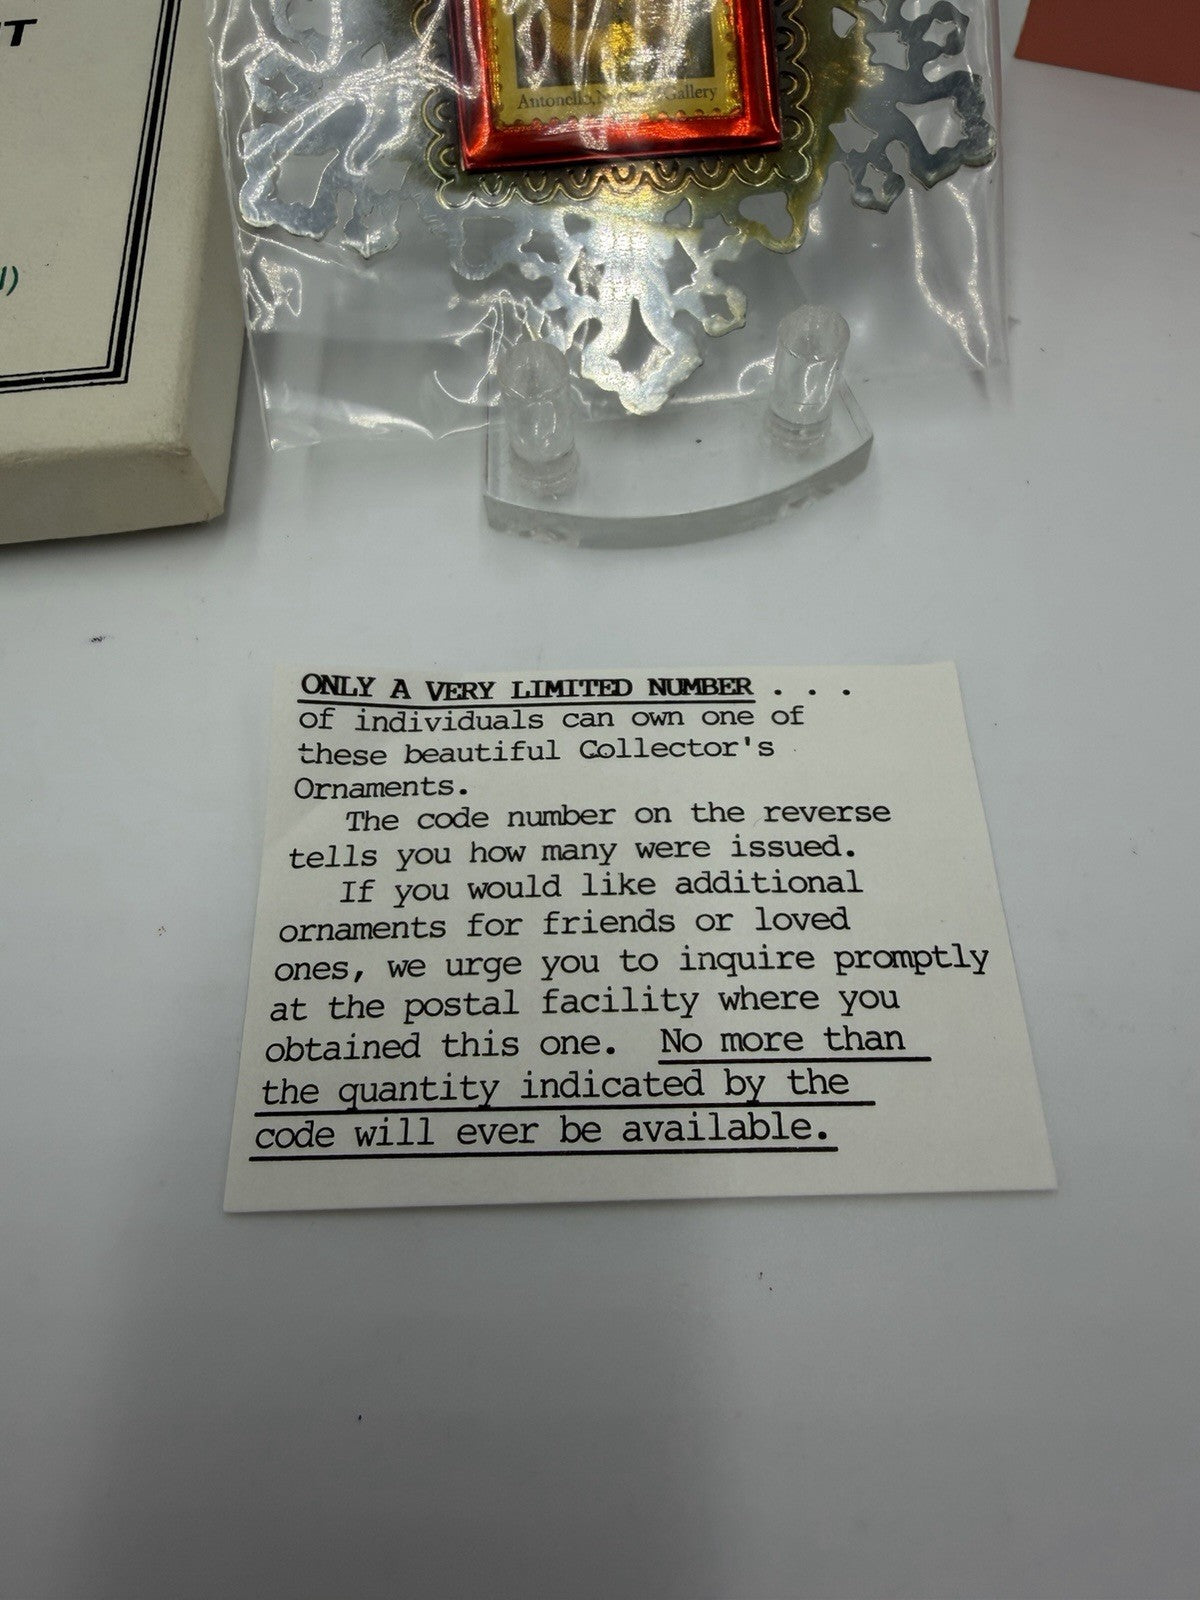 Antonello, National Gallery
ONLY A VERY LIMITED NUMBER . . .
of individuals can own one of
these beautiful Collector's
Ornaments.
The code number on the reverse
tells you how many were issued.
If you would like additional
ornaments for friends or loved
ones, we urge you to inquire promptly
at the postal facility where you
obtained this one. No more than
the quantity indicated by the
code will ever be available.